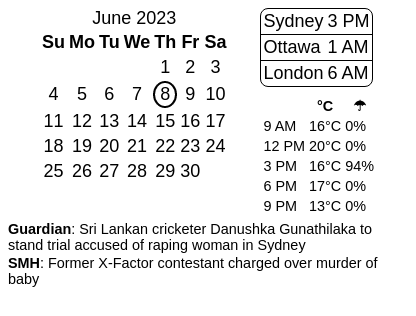 June 2023
Su Mo Tu We Th Fr Sa
1 2 3
4 5 6 7 8 9 10
11 12 13 14 15 16 17
18 19 20 21 22 23 24
25 26 27 28 29 30
Sydney 3 PM
Ottawa 1 AM
London 6 AM
°C ☂
9 AM 16°C 0%
12 PM 20°C 0%
3 PM 16°C 94%
6 PM 17°C 0%
9 PM 13°C 0%
Guardian: Sri Lankan cricketer Danushka Gunathilaka to
stand trial accused of raping woman in Sydney
SMH: Former X-Factor contestant charged over murder of
baby